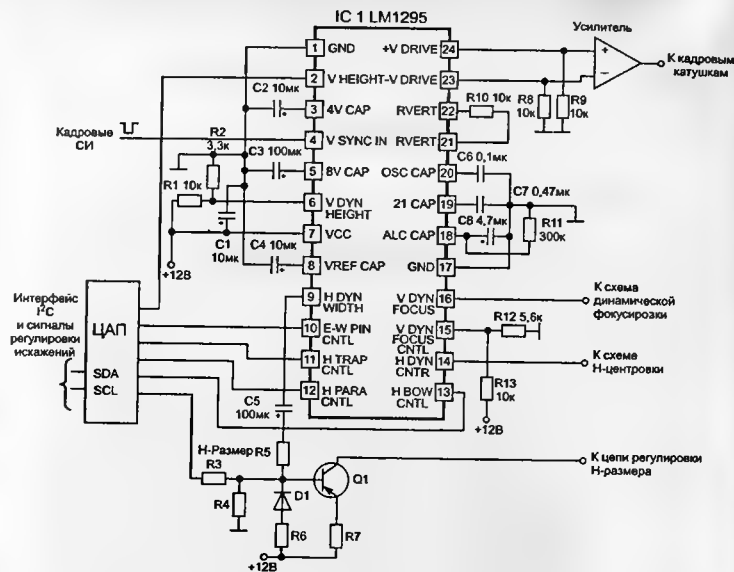 IC 1 LM1295
Усилитель
1 GND
+V DRIVE 24
2 V HEIGHT
-V DRIVE 23
C2 10мк
3 4V CAP
RVERT 22
R10 10к
R8
10к
R9
10к
К кадровым
катушкам
Кадровые
СИ
4 V SYNC IN
RVERT 21
R2
3,3к
C3 100мк
5 8V CAP
OSC CAP 20
C6 0,1мк
R1 10к
6 V DYN
HEIGHT
21 CAP 19
C7 0,47мк
C8 4,7мк
7 VCC
ALC CAP 18
R11
300к
C1
10мк
C4 10мк
8 VREF CAP
GND 17
+12В
9 H DYN
WIDTH
V DYN 16
FOCUS
К схема
динамической
фокусирозки
Интерфейс
I²C
и сигналы
регулировки
искажений
ЦАП
10 E-W PIN
CNTL
V DYN 15
FOCUS
CNTL
R12 5,6к
11 H TRAP
CNTL
H DYN 14
CNTR
К схеме
Н-центровки
SDA
SCL
12 H PARA
CNTL
H BOW 13
CNTL
R13
10к
+12В
C5
100мк
Н-Размер
R5
R3
Q1
К цепи регулировки
Н-размера
R4
D1
R6
R7
+12В